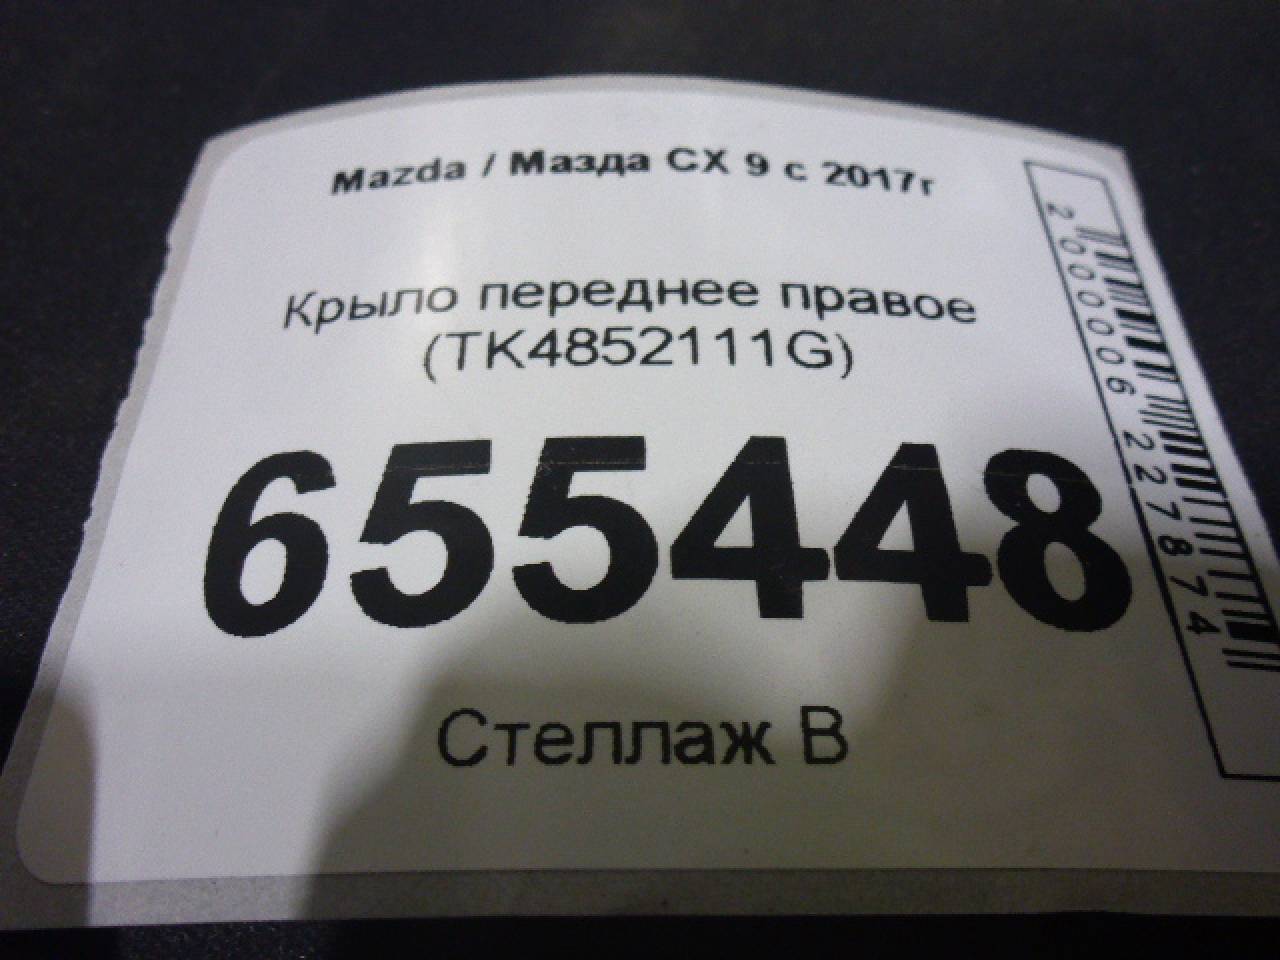 Mazda / Мазда CX 9 с 2017г
Крыло переднее правое
(TK4852111G)
655448
Стеллаж В
2000006227874